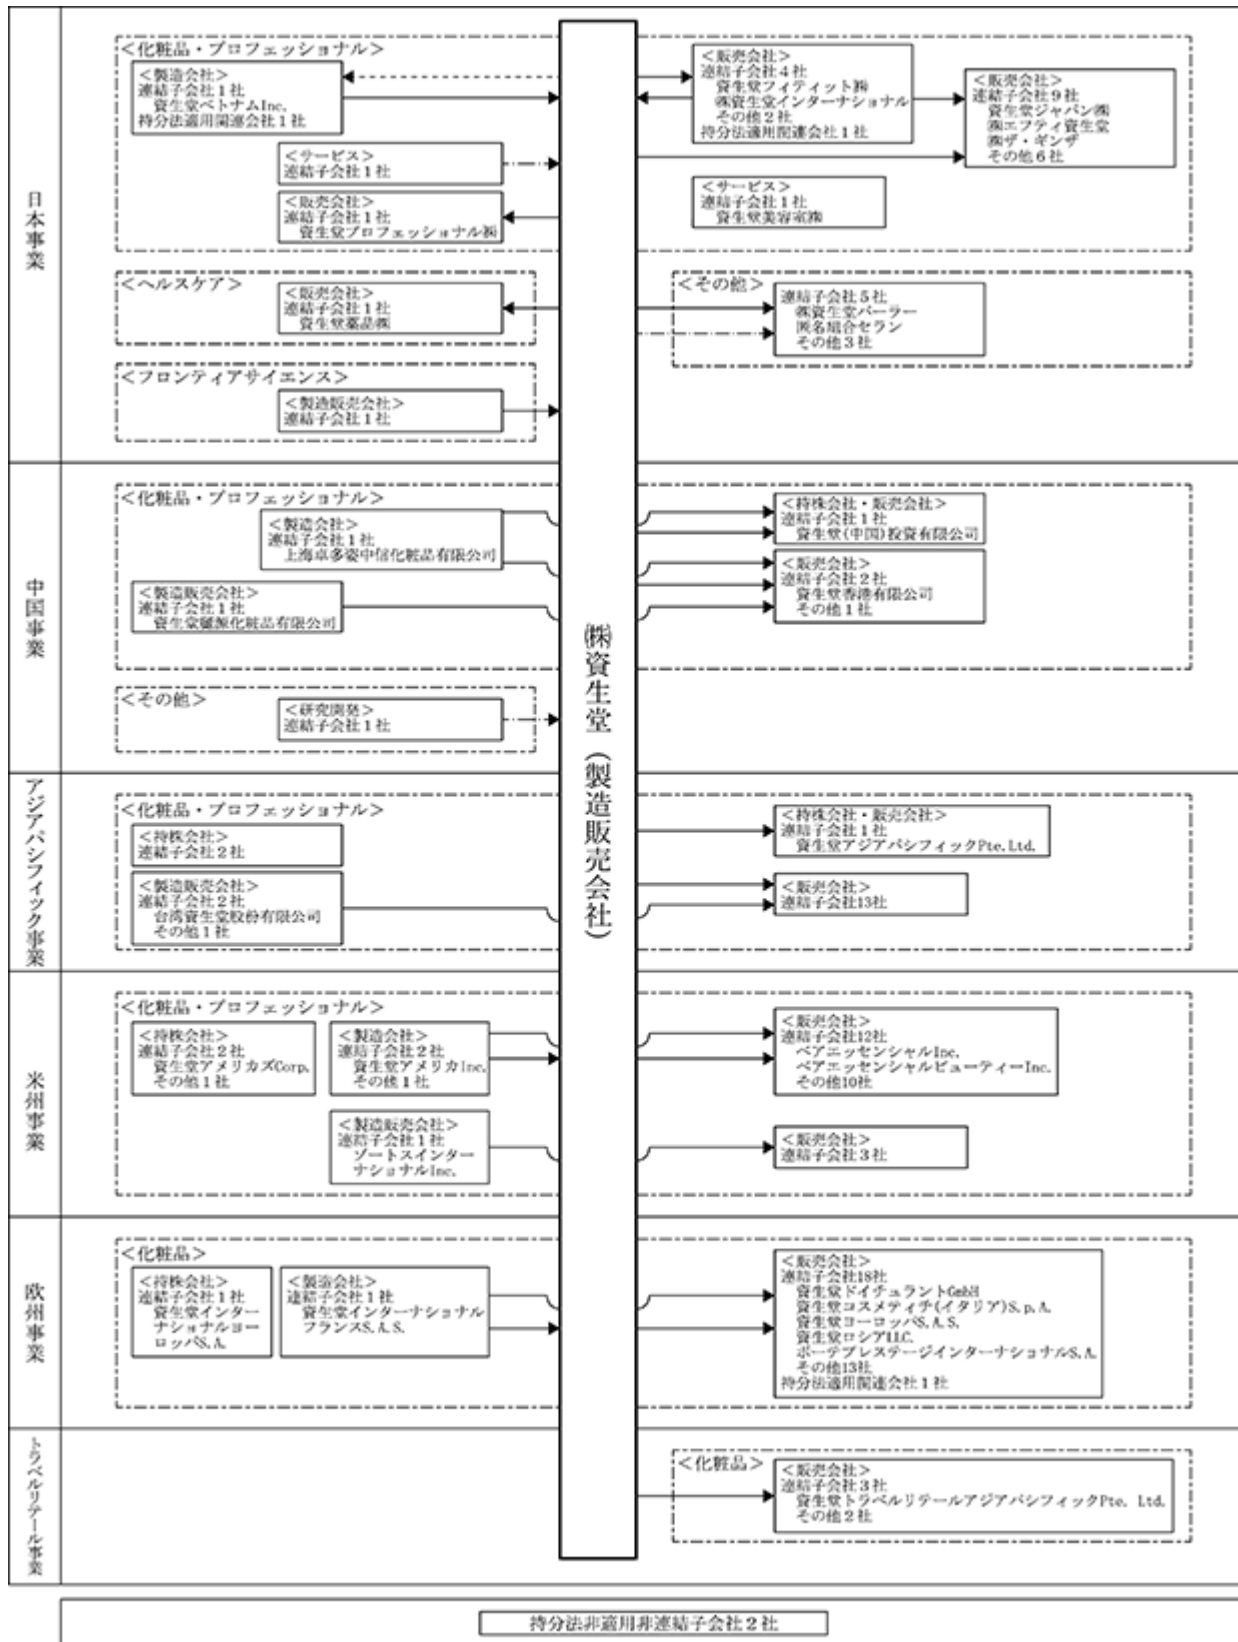 日本事業
＜化粧品・プロフェッショナル＞
＜製造会社＞
連結子会社１社
資生堂ベトナムInc.
持分法適用関連会社１社
＜サービス＞
連結子会社１社
＜販売会社＞
連結子会社１社
資生堂プロフェッショナル㈱
＜販売会社＞
連結子会社４社
資生堂フィティット㈱
㈱資生堂インターナショナル
その他２社
持分法適用関連会社１社
＜販売会社＞
連結子会社９社
資生堂ジャパン㈱
㈱エフティ資生堂
㈱ザ・ギンザ
その他６社
＜サービス＞
連結子会社１社
資生堂美容室㈱
＜ヘルスケア＞
＜販売会社＞
連結子会社１社
資生堂薬品㈱
＜その他＞
連結子会社５社
㈱資生堂パーラー
匿名組合セラン
その他３社
＜フロンティアサイエンス＞
＜製造販売会社＞
連結子会社１社
㈱資生堂（製造販売会社）
中国事業
＜化粧品・プロフェッショナル＞
＜製造会社＞
連結子会社１社
上海卓多姿中信化粧品有限公司
＜製造販売会社＞
連結子会社１社
資生堂麗源化粧品有限公司
＜持株会社・販売会社＞
連結子会社１社
資生堂(中国)投資有限公司
＜販売会社＞
連結子会社２社
資生堂香港有限公司
その他１社
＜その他＞
＜研究開発＞
連結子会社１社
アジアパシフィック事業
＜化粧品・プロフェッショナル＞
＜持株会社＞
連結子会社２社
＜製造販売会社＞
連結子会社２社
台湾資生堂股份有限公司
その他１社
＜持株会社・販売会社＞
連結子会社１社
資生堂アジアパシフィックPte.Ltd.
＜販売会社＞
連結子会社13社
米州事業
＜化粧品・プロフェッショナル＞
＜持株会社＞
連結子会社２社
資生堂アメリカズCorp.
その他１社
＜製造会社＞
連結子会社２社
資生堂アメリカInc.
その他１社
＜製造販売会社＞
連結子会社１社
ゾートスインター
ナショナルInc.
＜販売会社＞
連結子会社12社
ベアエッセンシャルInc.
ベアエッセンシャルビューティーInc.
その他10社
＜販売会社＞
連結子会社３社
欧州事業
＜化粧品＞
＜持株会社＞
連結子会社１社
資生堂インター
ナショナルヨー
ロッパS.A.
＜製造会社＞
連結子会社１社
資生堂インターナショナル
フランスS.A.S.
＜販売会社＞
連結子会社18社
資生堂ドイチュラントGmbH
資生堂コスメティチ(イタリア)S.p.A.
資生堂ヨーロッパS.A.S.
資生堂ロシアLLC.
ボーテプレステージインターナショナルS.A.
その他13社
持分法適用関連会社１社
トラベルリテール事業
＜化粧品＞
＜販売会社＞
連結子会社３社
資生堂トラベルリテールアジアパシフィックPte. Ltd.
その他２社
持分法非適用非連結子会社２社